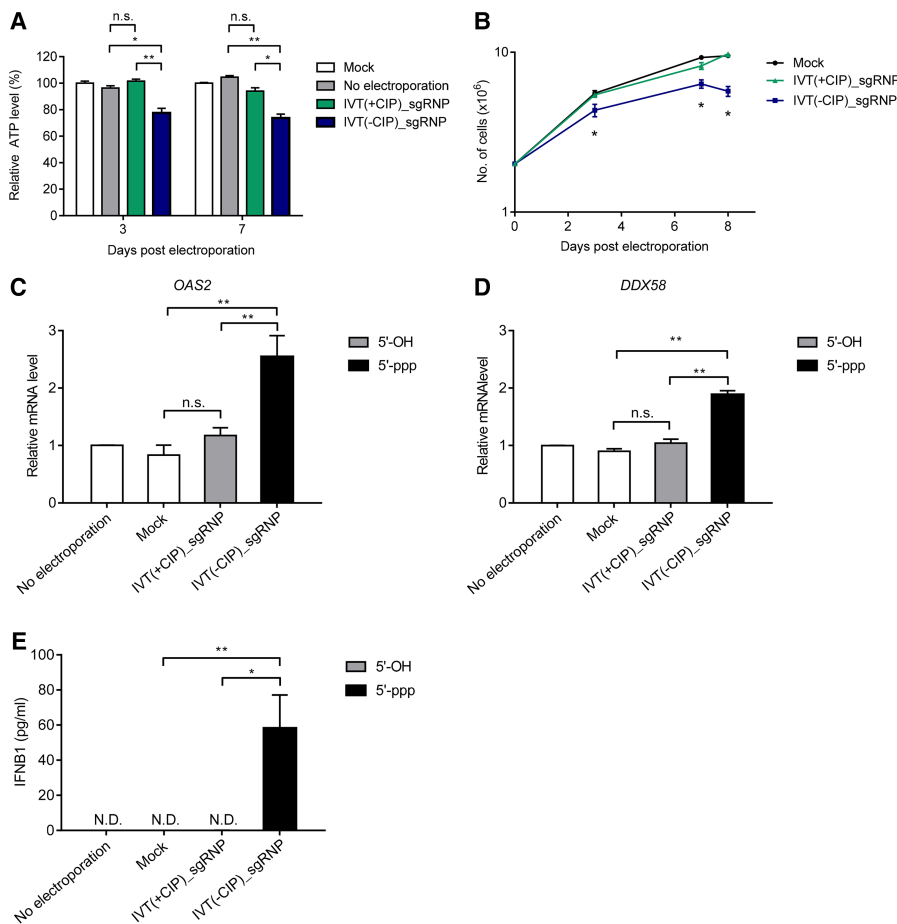 A
n.s.
n.s.
*
**
**
*
Relative ATP level (%)
120
100
80
60
40
20
0
3
7
Days post electroporation
Mock
No electroporation
IVT(+CIP)_sgRNP
IVT(-CIP)_sgRNP
B
No. of cells (x10⁶)
10
1
*
*
*
0
2
4
6
8
Days post electroporation
Mock
IVT(+CIP)_sgRNP
IVT(-CIP)_sgRNP
C
OAS2
**
**
n.s.
Relative mRNA level
3
2
1
0
No electroporation
Mock
IVT(+CIP)_sgRNP
IVT(-CIP)_sgRNP
5'-OH
5'-ppp
D
DDX58
**
**
n.s.
Relative mRNAlevel
3
2
1
0
No electroporation
Mock
IVT(+CIP)_sgRNP
IVT(-CIP)_sgRNP
5'-OH
5'-ppp
E
**
*
IFNB1 (pg/ml)
100
80
60
40
20
0
N.D.
N.D.
N.D.
No electroporation
Mock
IVT(+CIP)_sgRNP
IVT(-CIP)_sgRNP
5'-OH
5'-ppp